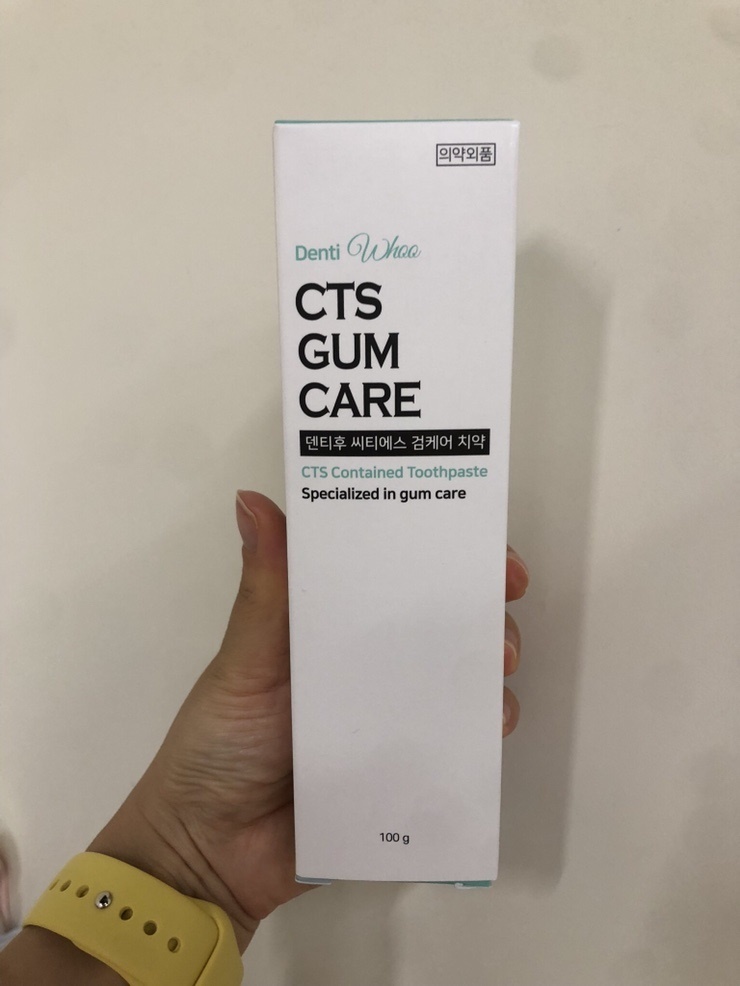 의약외품
Denti Whoo
CTS
GUM
CARE
덴티후 씨티에스 검케어 치약
CTS Contained Toothpaste
Specialized in gum care
100 g